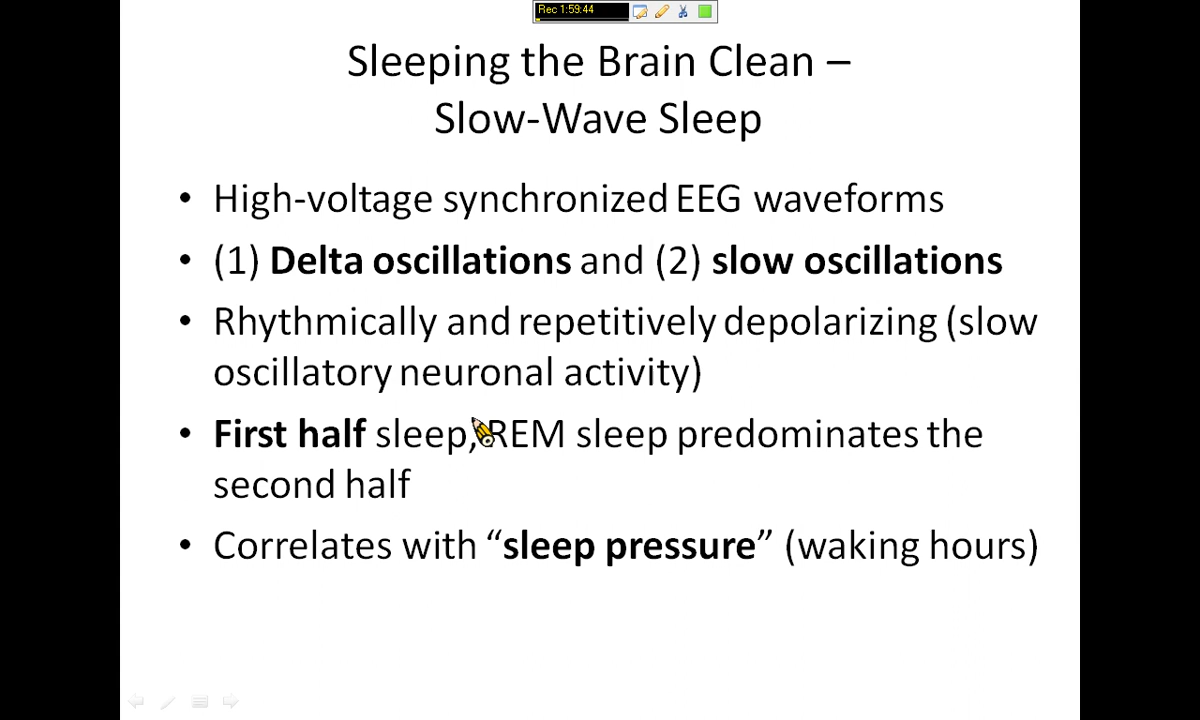 Rec 1:59:44
Sleeping the Brain Clean –
Slow-Wave Sleep
• High-voltage synchronized EEG waveforms
• (1) Delta oscillations and (2) slow oscillations
• Rhythmically and repetitively depolarizing (slow
oscillatory neuronal activity)
• First half sleep, REM sleep predominates the
second half
• Correlates with “sleep pressure” (waking hours)